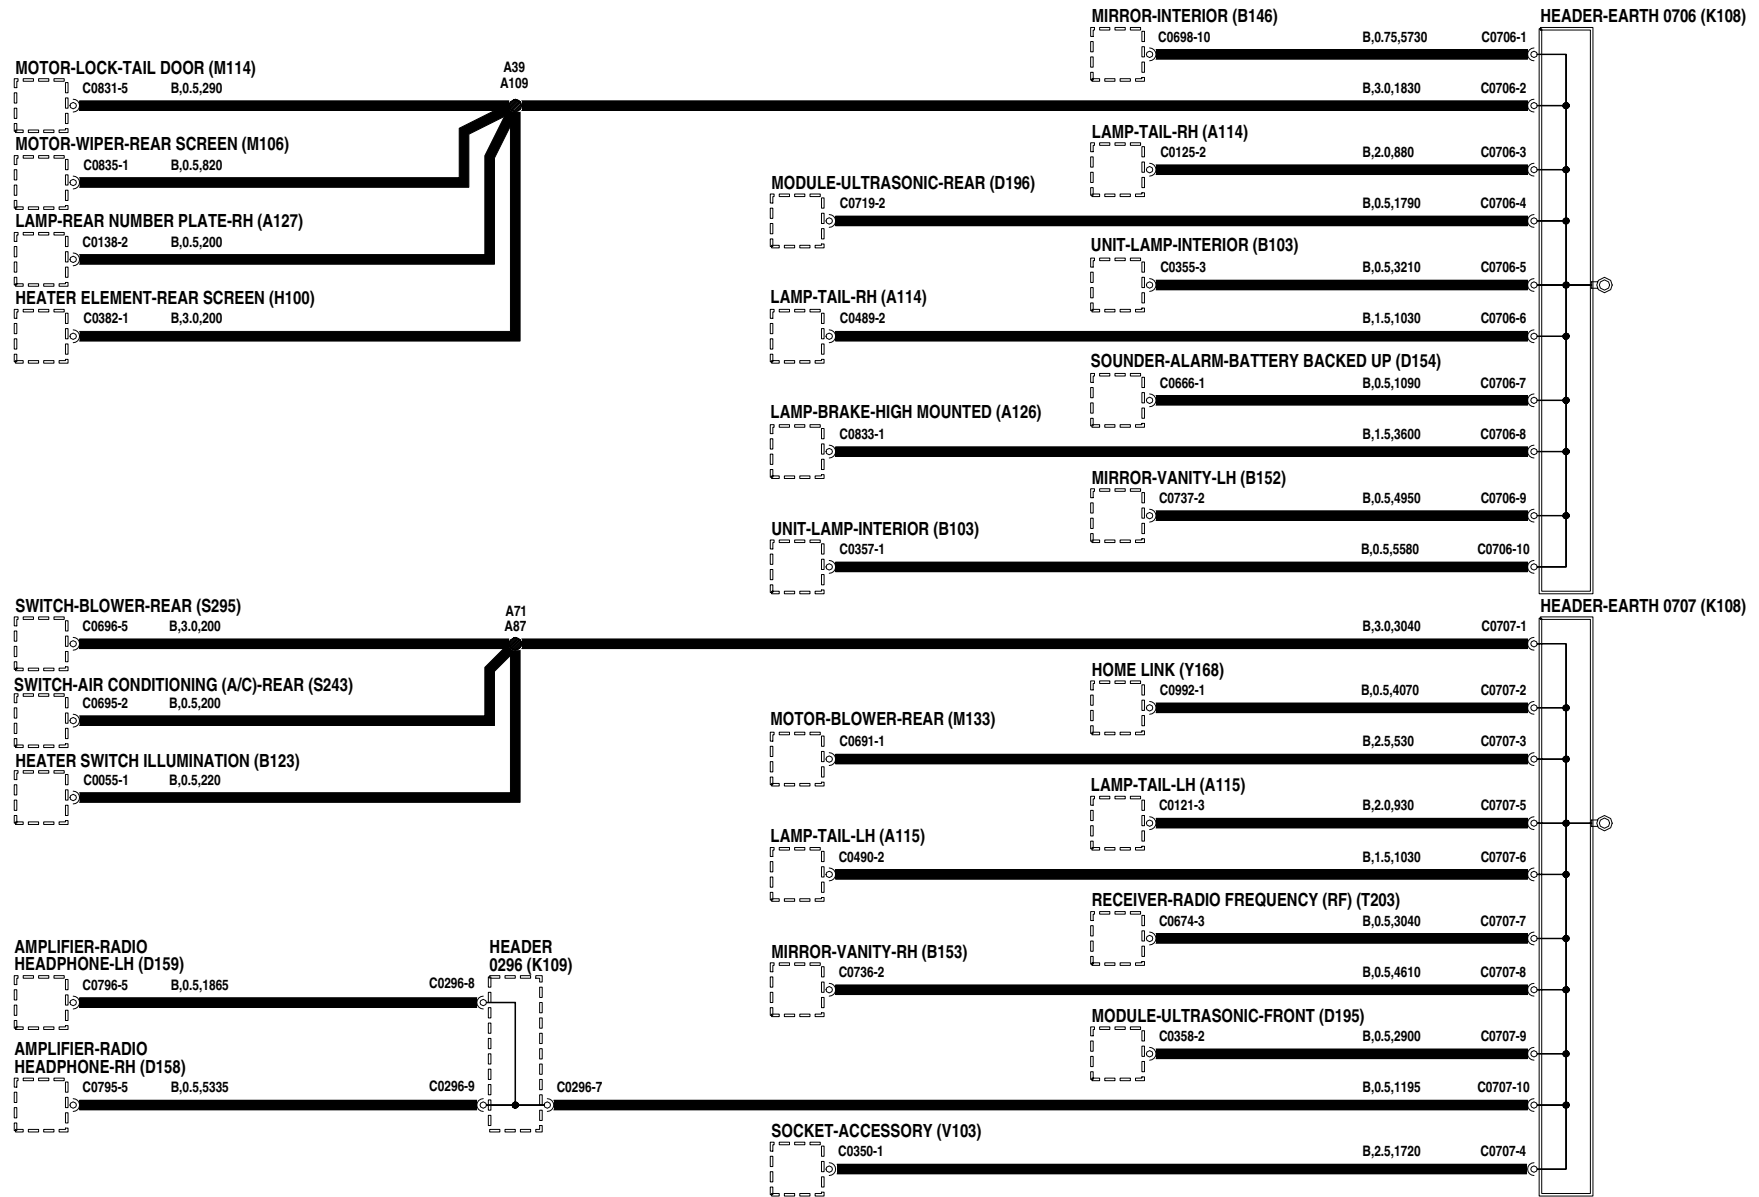 MIRROR-INTERIOR (B146)
HEADER-EARTH 0706 (K108)
C0698-10 B,0.75,5730 C0706-1
MOTOR-LOCK-TAIL DOOR (M114)
A39
A109
C0831-5 B,0.5,290
B,3.0,1830 C0706-2
LAMP-TAIL-RH (A114)
C0125-2 B,2.0,880 C0706-3
MOTOR-WIPER-REAR SCREEN (M106)
C0835-1 B,0.5,820
MODULE-ULTRASONIC-REAR (D196)
C0719-2 B,0.5,1790 C0706-4
LAMP-REAR NUMBER PLATE-RH (A127)
C0138-2 B,0.5,200
UNIT-LAMP-INTERIOR (B103)
C0355-3 B,0.5,3210 C0706-5
HEATER ELEMENT-REAR SCREEN (H100)
C0382-1 B,3.0,200
LAMP-TAIL-RH (A114)
C0489-2 B,1.5,1030 C0706-6
SOUNDER-ALARM-BATTERY BACKED UP (D154)
C0666-1 B,0.5,1090 C0706-7
LAMP-BRAKE-HIGH MOUNTED (A126)
C0833-1 B,1.5,3600 C0706-8
MIRROR-VANITY-LH (B152)
C0737-2 B,0.5,4950 C0706-9
UNIT-LAMP-INTERIOR (B103)
C0357-1 B,0.5,5580 C0706-10
SWITCH-BLOWER-REAR (S295)
A71
A87
HEADER-EARTH 0707 (K108)
C0696-5 B,3.0,200
B,3.0,3040 C0707-1
SWITCH-AIR CONDITIONING (A/C)-REAR (S243)
C0695-2 B,0.5,200
HOME LINK (Y168)
C0992-1 B,0.5,4070 C0707-2
MOTOR-BLOWER-REAR (M133)
C0691-1 B,2.5,530 C0707-3
HEATER SWITCH ILLUMINATION (B123)
C0055-1 B,0.5,220
LAMP-TAIL-LH (A115)
C0121-3 B,2.0,930 C0707-5
LAMP-TAIL-LH (A115)
C0490-2 B,1.5,1030 C0707-6
RECEIVER-RADIO FREQUENCY (RF) (T203)
C0674-3 B,0.5,3040 C0707-7
AMPLIFIER-RADIO
HEADPHONE-LH (D159)
HEADER
0296 (K109)
C0796-5 B,0.5,1865 C0296-8
MIRROR-VANITY-RH (B153)
C0736-2 B,0.5,4610 C0707-8
MODULE-ULTRASONIC-FRONT (D195)
C0358-2 B,0.5,2900 C0707-9
AMPLIFIER-RADIO
HEADPHONE-RH (D158)
C0795-5 B,0.5,5335 C0296-9 C0296-7 B,0.5,1195 C0707-10
SOCKET-ACCESSORY (V103)
C0350-1 B,2.5,1720 C0707-4